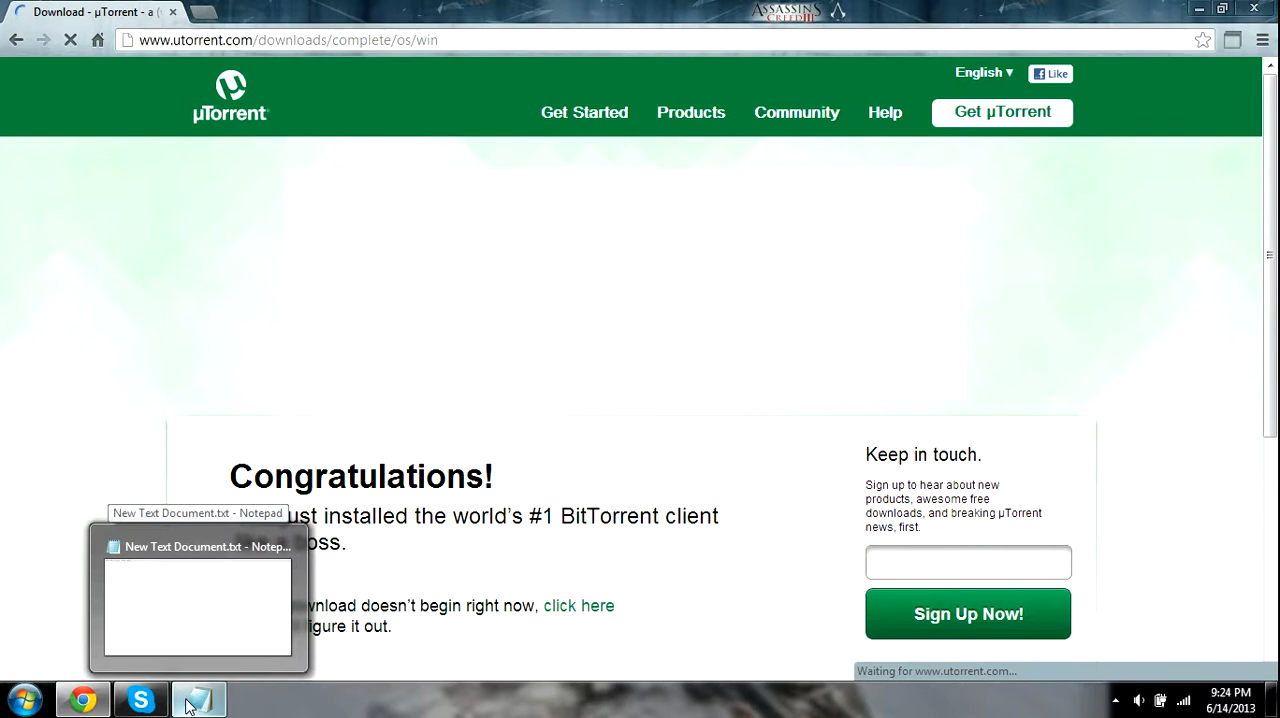 Download - µTorrent - a (
ASSASSIN'S
CREED III
www.utorrent.com/downloads/complete/os/win
English ▾
Like
µTorrent
Get Started
Products
Community
Help
Get µTorrent
Congratulations!
ust installed the world's #1 BitTorrent client
boss.
wnload doesn't begin right now, click here
igure it out.
Keep in touch.
Sign up to hear about new
products, awesome free
downloads, and breaking µTorrent
news, first.
Sign Up Now!
New Text Document.txt - Notepad
New Text Document.txt - Notep...
Waiting for www.utorrent.com...
9:24 PM
6/14/2013